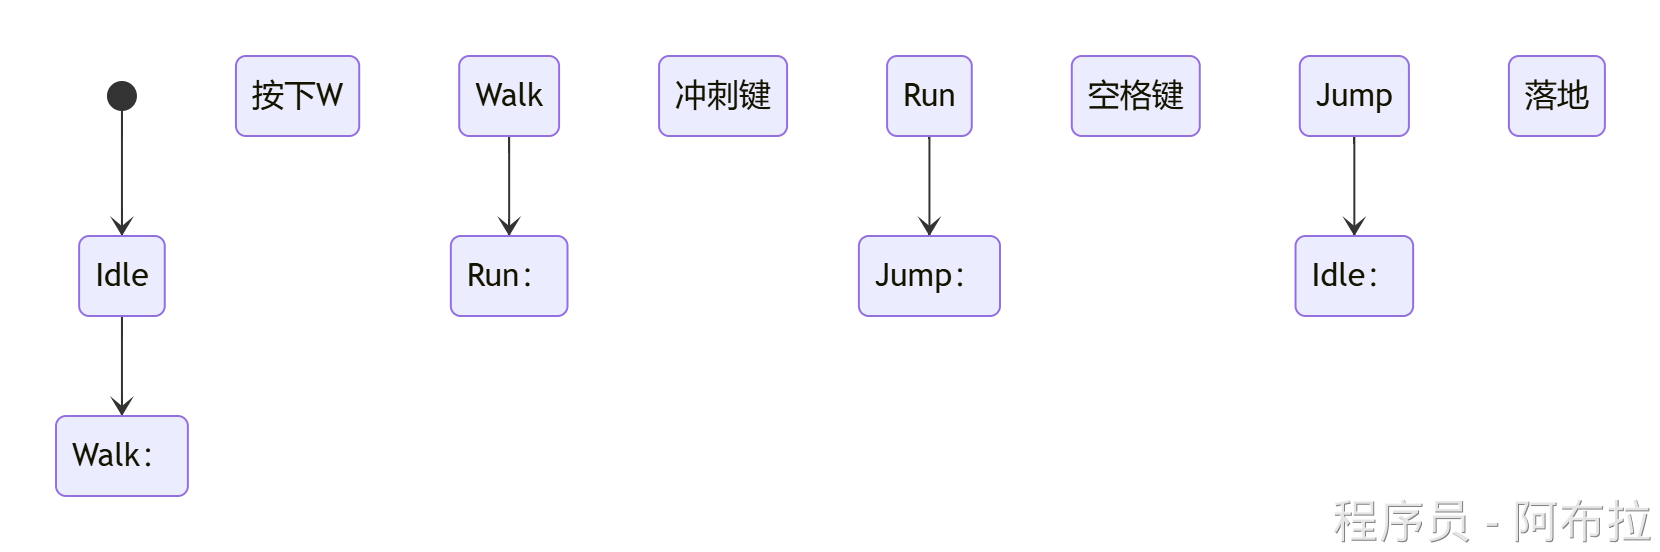 按下W
Walk
冲刺键
Run
空格键
Jump
落地
Idle
Run：
Jump：
Idle：
Walk：
程序员 - 阿布拉